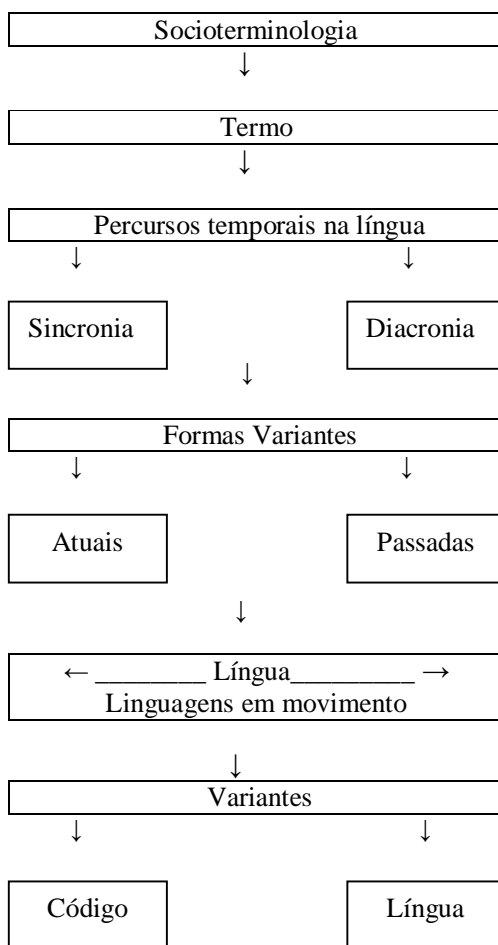 Socioterminologia
↓
Termo
↓
Percursos temporais na língua
↓ ↓
Sincronia Diacronia
↓
Formas Variantes
↓ ↓
Atuais Passadas
↓
← ________ Língua_________ →
Linguagens em movimento
↓
Variantes
↓ ↓
Código Língua